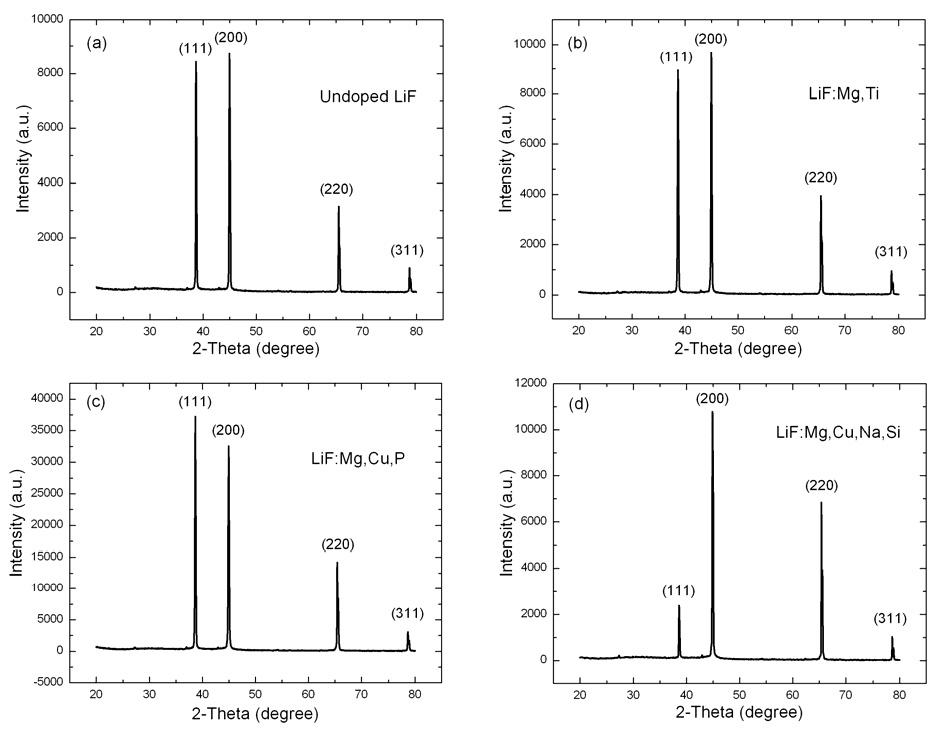 10000
(a)
(111)
(200)
8000
Undoped LiF
6000
Intensity (a.u.)
4000
(220)
2000
(311)
0
20 30 40 50 60 70 80
2-Theta (degree)
10000
(b)
(111)
(200)
8000
LiF:Mg,Ti
6000
Intensity (a.u.)
4000
(220)
2000
(311)
0
20 30 40 50 60 70 80
2-Theta (degree)
40000
(c)
(111)
35000
(200)
30000
LiF:Mg,Cu,P
25000
20000
Intensity (a.u.)
15000
(220)
10000
5000
(311)
0
-5000
20 30 40 50 60 70 80
2-Theta (degree)
12000
(d)
(200)
10000
LiF:Mg,Cu,Na,Si
8000
(220)
6000
Intensity (a.u.)
4000
(111)
2000
(311)
0
20 30 40 50 60 70 80
2-Theta (degree)